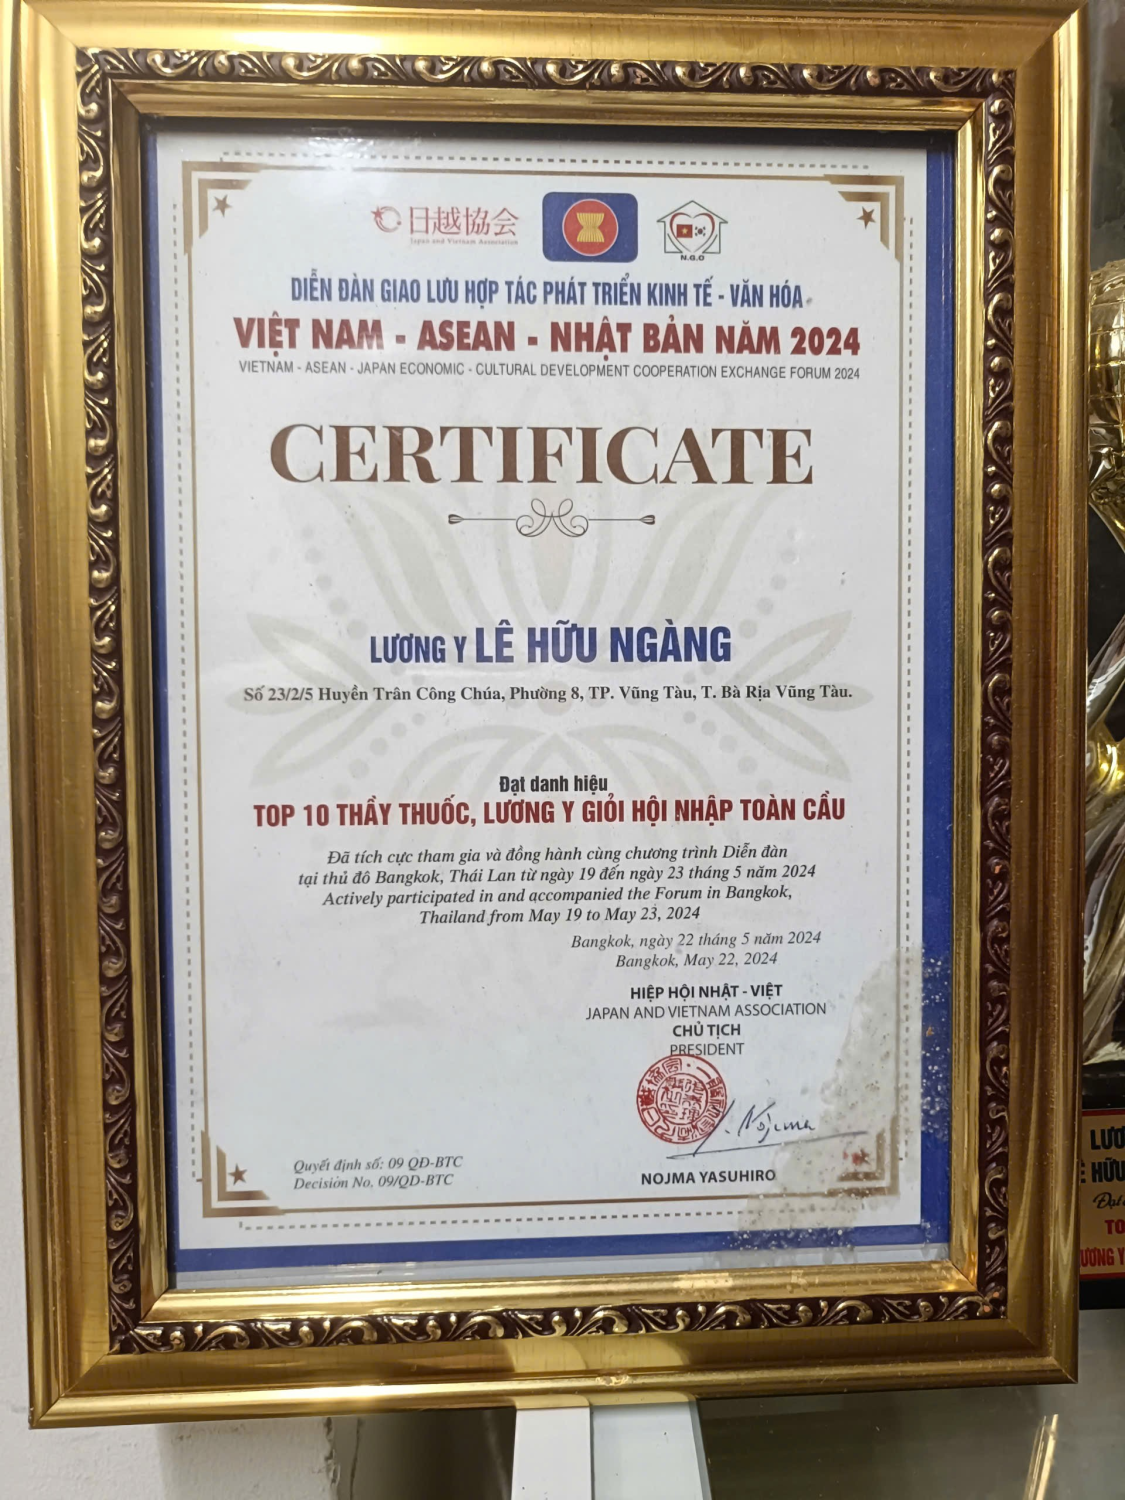 日越協会
Japan and Vietnam Association
N.G.O
DIỄN ĐÀN GIAO LƯU HỢP TÁC PHÁT TRIỂN KINH TẾ - VĂN HÓA
VIỆT NAM - ASEAN - NHẬT BẢN NĂM 2024
VIETNAM - ASEAN - JAPAN ECONOMIC - CULTURAL DEVELOPMENT COOPERATION EXCHANGE FORUM 2024
CERTIFICATE
LƯƠNG Y LÊ HỮU NGÀNG
Số 23/2/5 Huyền Trân Công Chúa, Phường 8, TP. Vũng Tàu, T. Bà Rịa Vũng Tàu.
Đạt danh hiệu
TOP 10 THẦY THUỐC, LƯƠNG Y GIỎI HỘI NHẬP TOÀN CẦU
Đã tích cực tham gia và đồng hành cùng chương trình Diễn đàn
tại thủ đô Bangkok, Thái Lan từ ngày 19 đến ngày 23 tháng 5 năm 2024
Actively participated in and accompanied the Forum in Bangkok,
Thailand from May 19 to May 23, 2024
Bangkok, ngày 22 tháng 5 năm 2024
Bangkok, May 22, 2024
HIỆP HỘI NHẬT - VIỆT
JAPAN AND VIETNAM ASSOCIATION
CHỦ TỊCH
PRESIDENT
Y. Nojima
NOJMA YASUHIRO
Quyết định số: 09 QĐ-BTC
Decision No. 09/QD-BTC
HỮU
TO
ƯƠNG Y